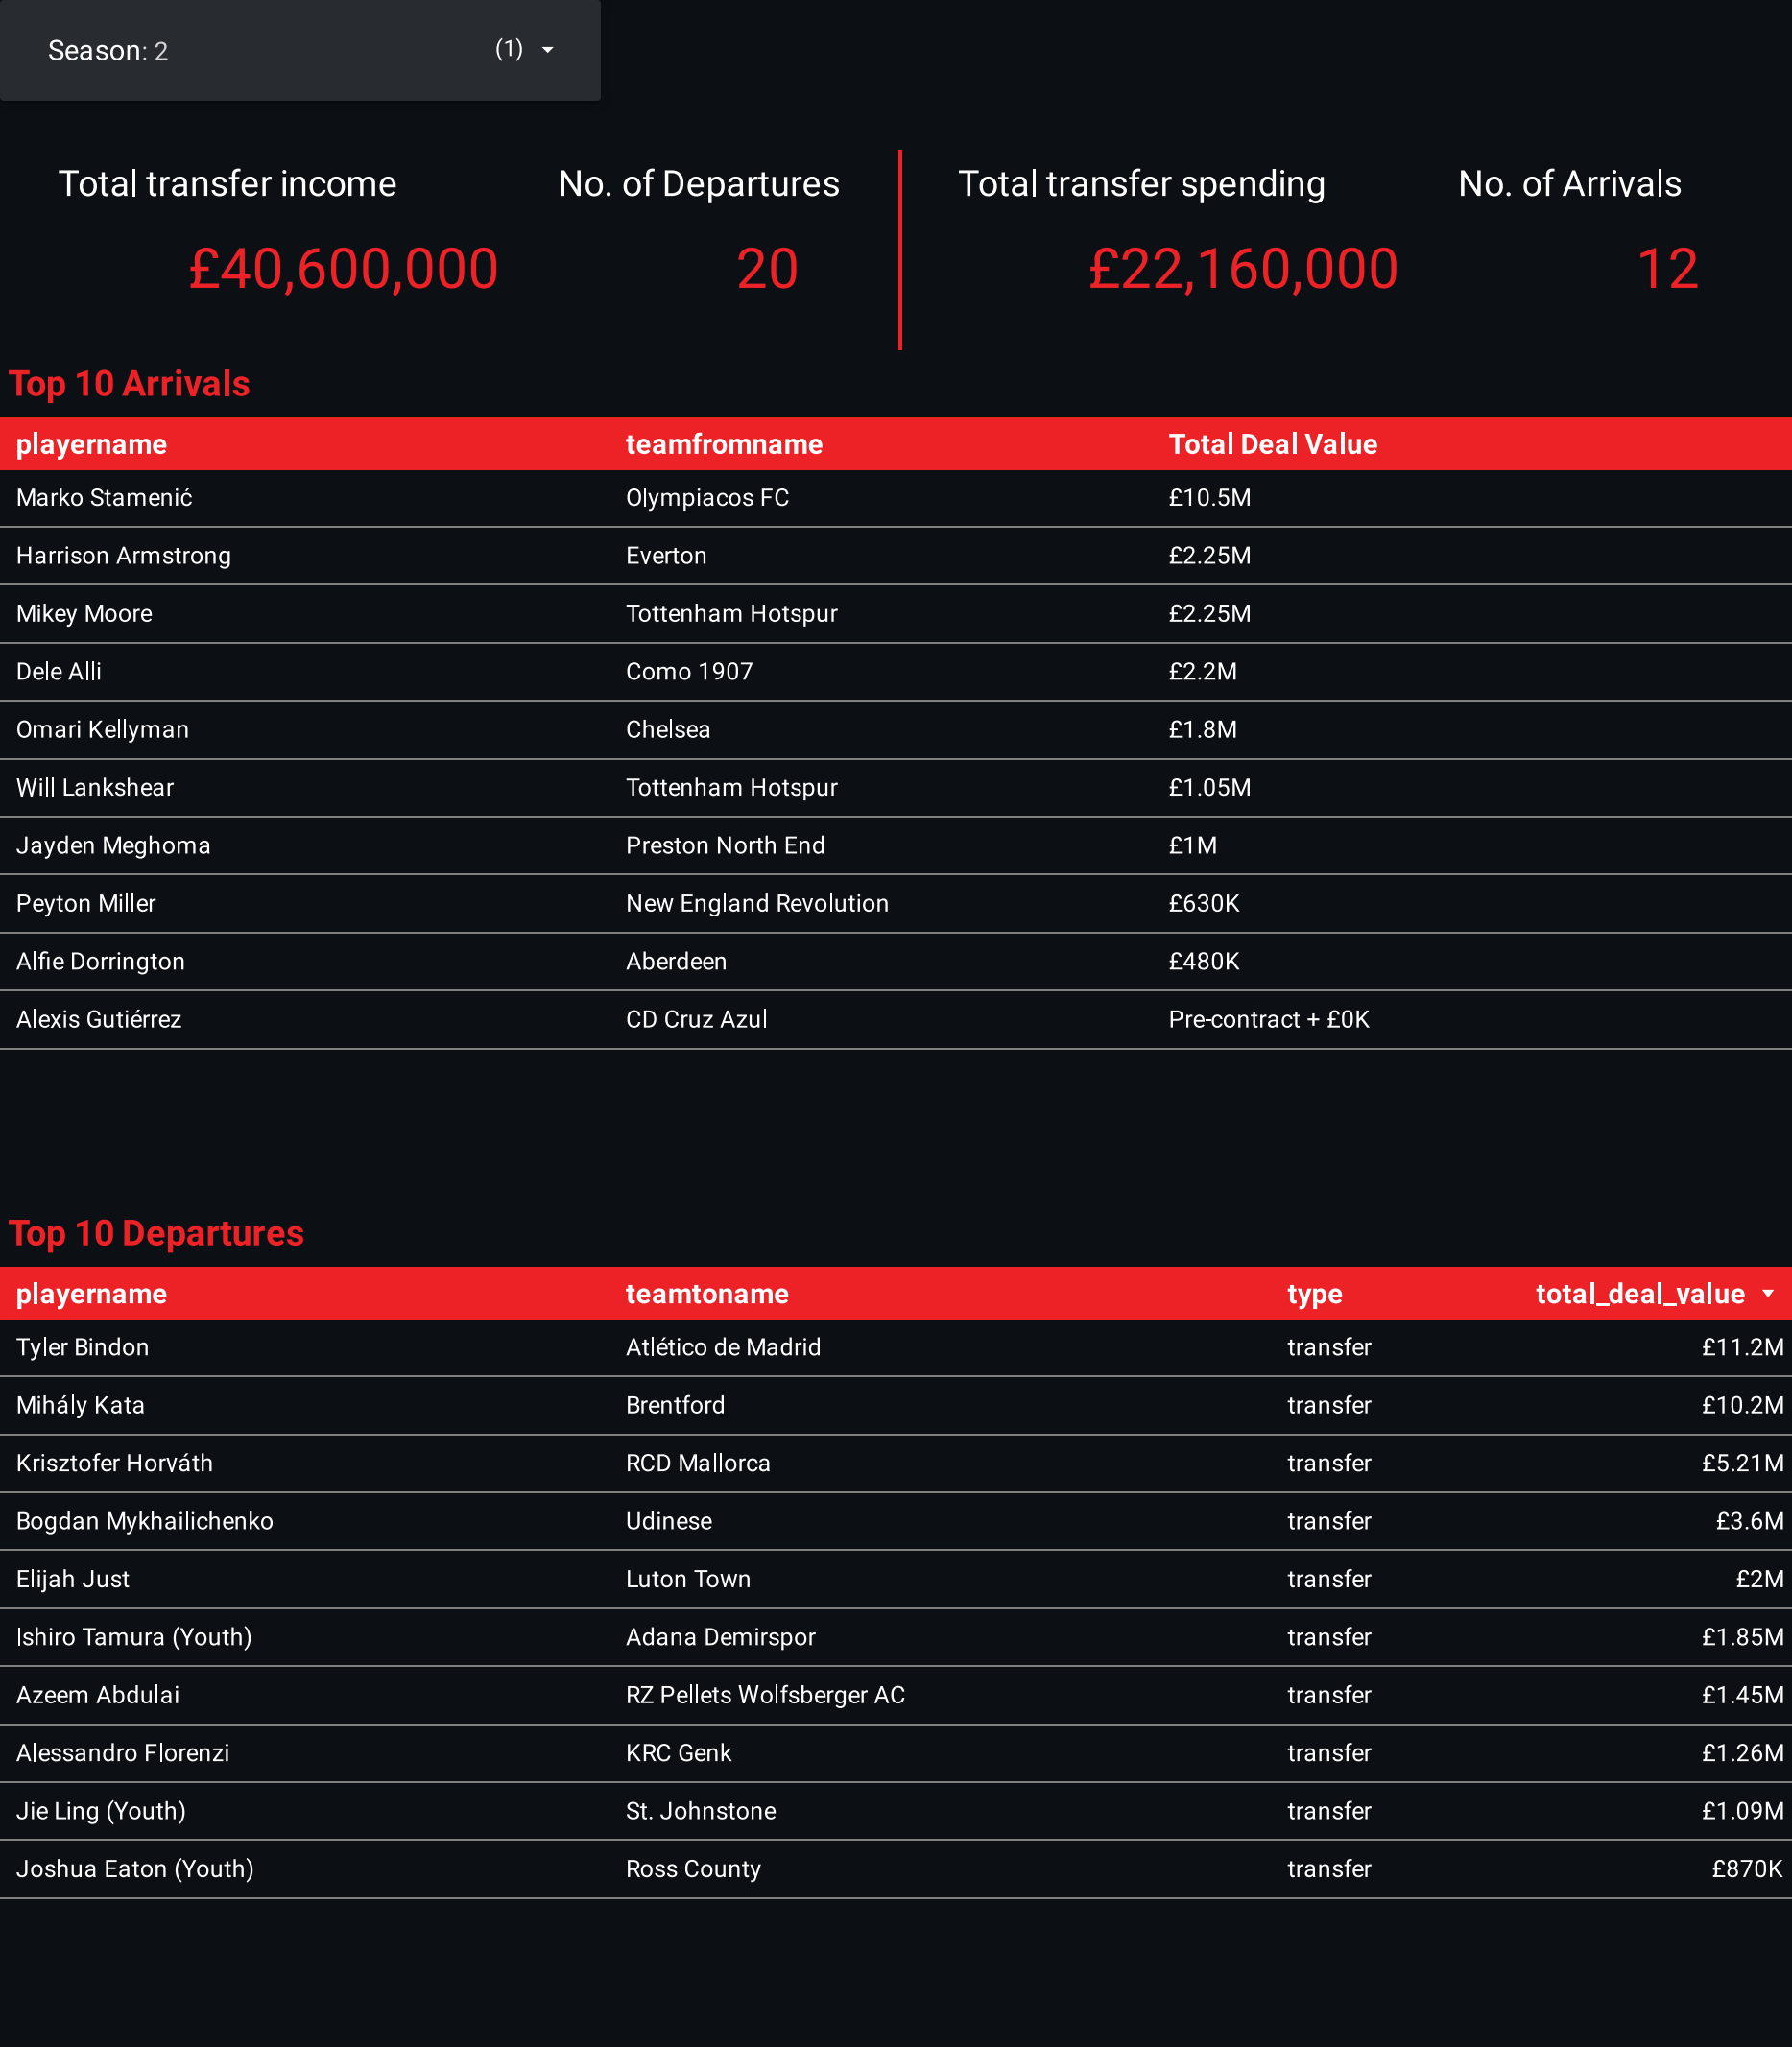 Season: 2 (1)
Total transfer income No. of Departures Total transfer spending No. of Arrivals
£40,600,000 20 £22,160,000 12
Top 10 Arrivals
playername teamfromname Total Deal Value
Marko Stamenić Olympiacos FC £10.5M
Harrison Armstrong Everton £2.25M
Mikey Moore Tottenham Hotspur £2.25M
Dele Alli Como 1907 £2.2M
Omari Kellyman Chelsea £1.8M
Will Lankshear Tottenham Hotspur £1.05M
Jayden Meghoma Preston North End £1M
Peyton Miller New England Revolution £630K
Alfie Dorrington Aberdeen £480K
Alexis Gutiérrez CD Cruz Azul Pre-contract + £0K
Top 10 Departures
playername teamtoname type total_deal_value
Tyler Bindon Atlético de Madrid transfer £11.2M
Mihály Kata Brentford transfer £10.2M
Krisztofer Horváth RCD Mallorca transfer £5.21M
Bogdan Mykhailichenko Udinese transfer £3.6M
Elijah Just Luton Town transfer £2M
Ishiro Tamura (Youth) Adana Demirspor transfer £1.85M
Azeem Abdulai RZ Pellets Wolfsberger AC transfer £1.45M
Alessandro Florenzi KRC Genk transfer £1.26M
Jie Ling (Youth) St. Johnstone transfer £1.09M
Joshua Eaton (Youth) Ross County transfer £870K